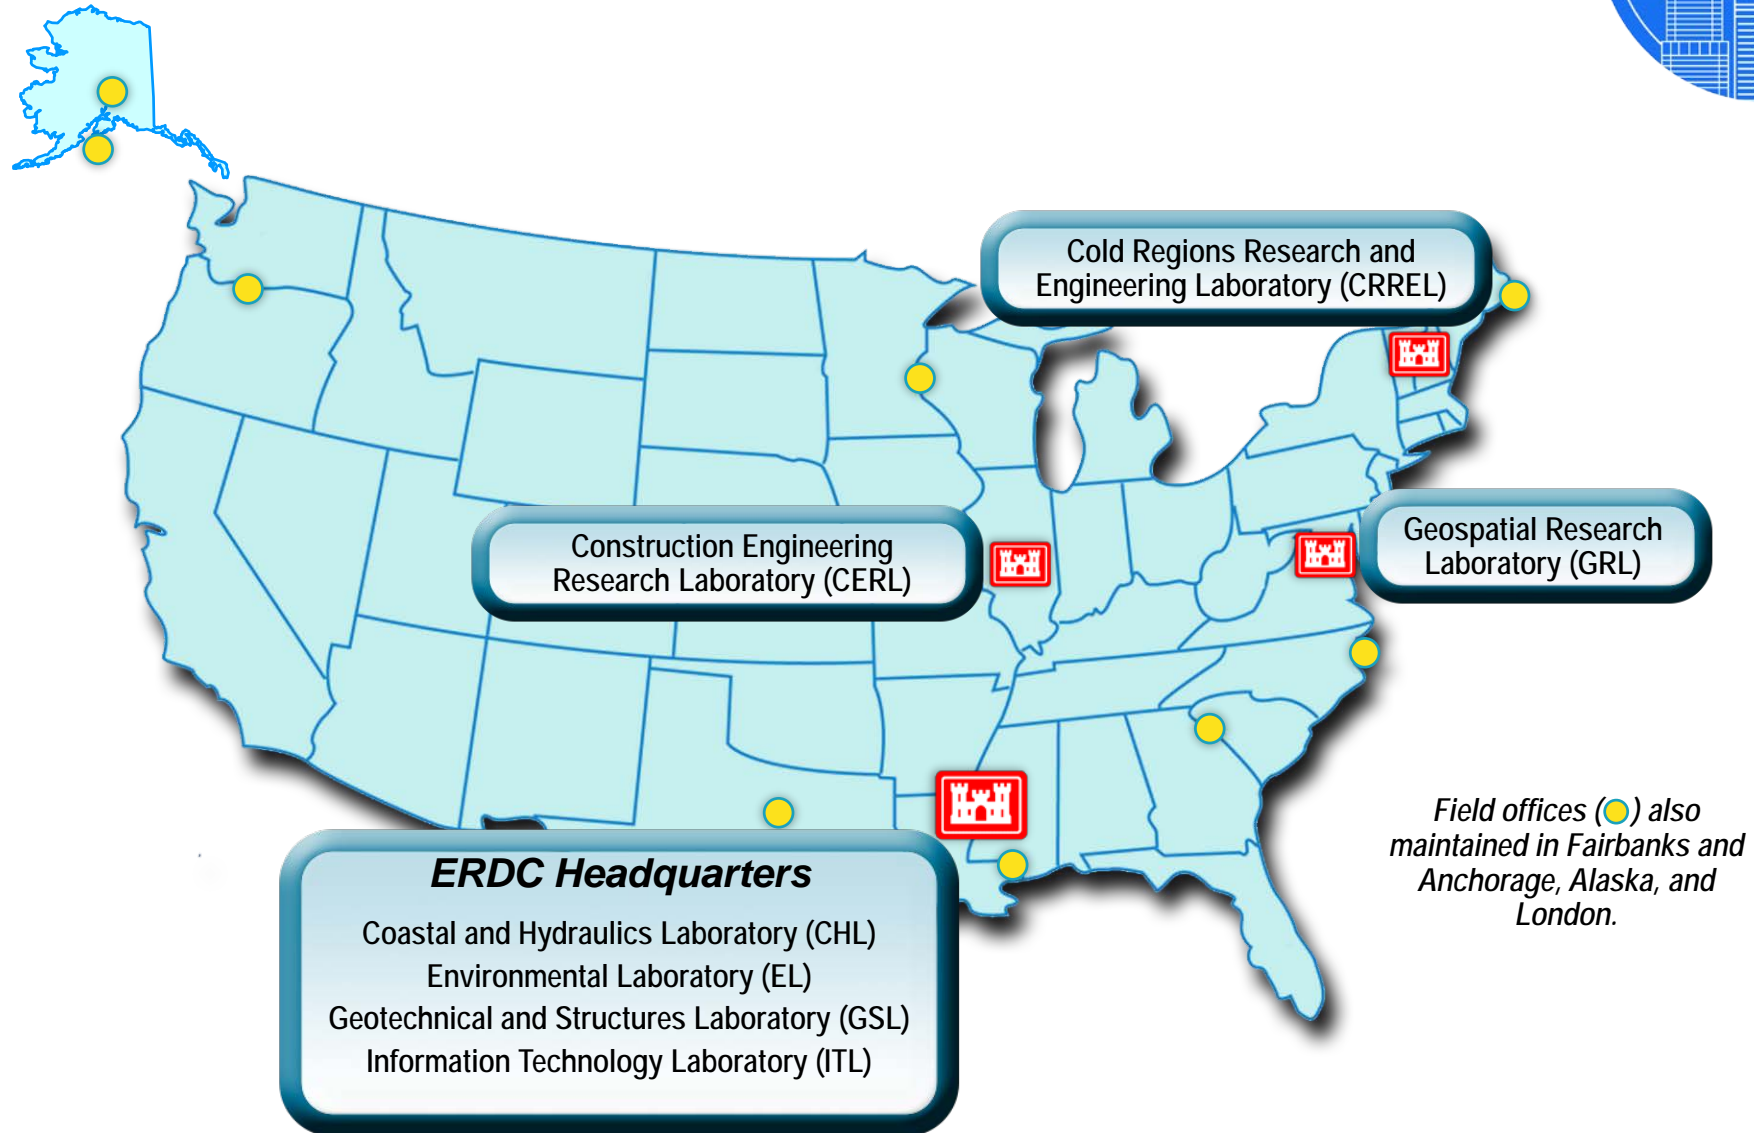 Cold Regions Research and
Engineering Laboratory (CRREL)
Construction Engineering
Research Laboratory (CERL)
Geospatial Research
Laboratory (GRL)
ERDC Headquarters
Coastal and Hydraulics Laboratory (CHL)
Environmental Laboratory (EL)
Geotechnical and Structures Laboratory (GSL)
Information Technology Laboratory (ITL)
Field offices ( ) also
maintained in Fairbanks and
Anchorage, Alaska, and
London.